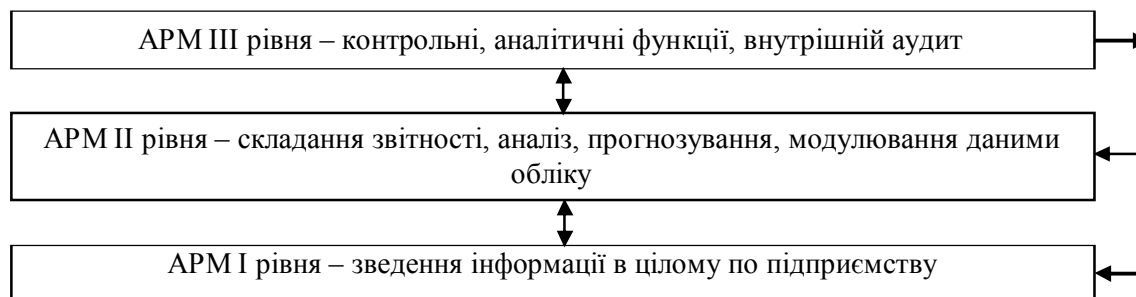 АРМ ІІІ рівня – контрольні, аналітичні функції, внутрішній аудит
АРМ ІІ рівня – складання звітності, аналіз, прогнозування, модулювання даними
обліку
АРМ І рівня – зведення інформації в цілому по підприємству